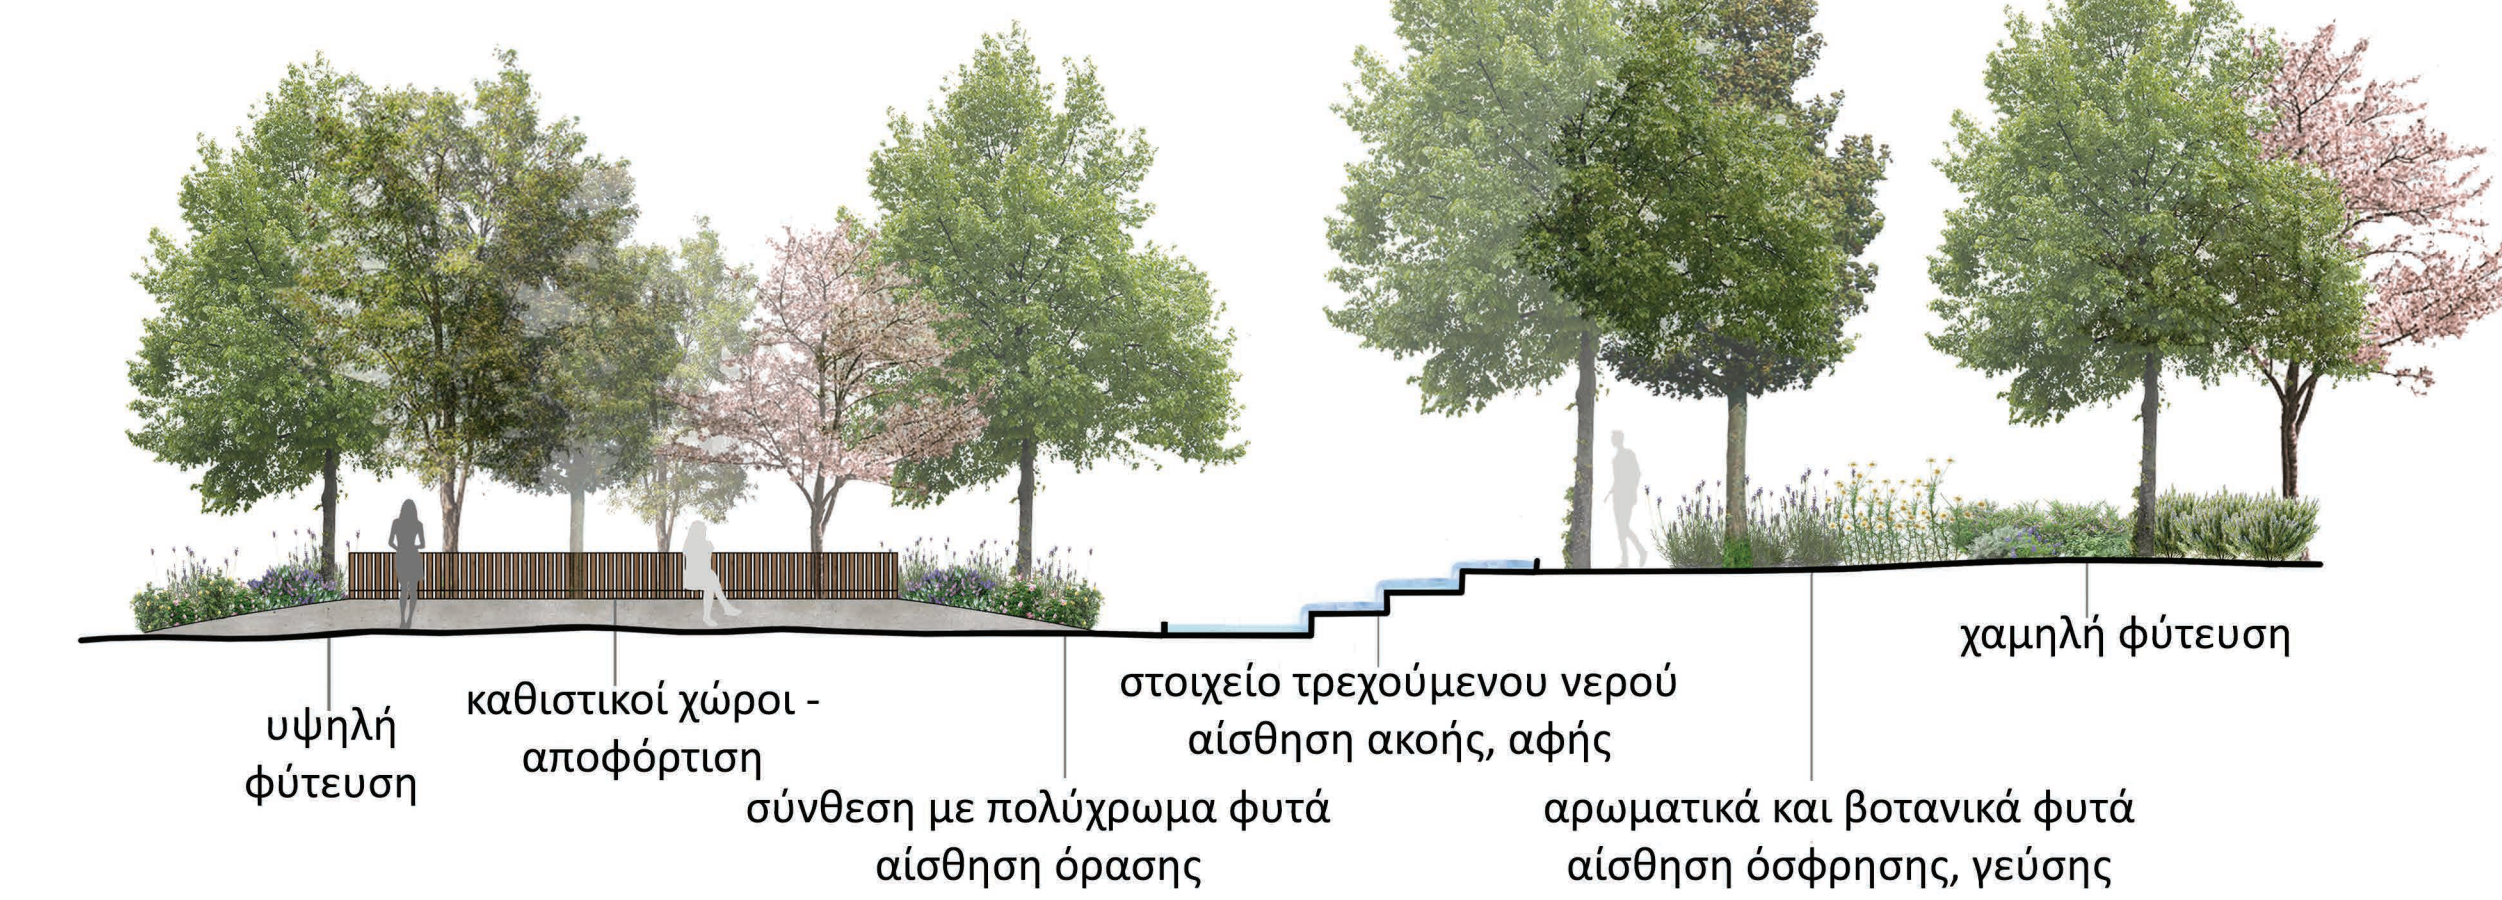 υψηλή
φύτευση
καθιστικοί χώροι -
αποφόρτιση
σύνθεση με πολύχρωμα φυτά
αίσθηση όρασης
στοιχείο τρεχούμενου νερού
αίσθηση ακοής, αφής
αρωματικά και βοτανικά φυτά
αίσθηση όσφρησης, γεύσης
χαμηλή φύτευση